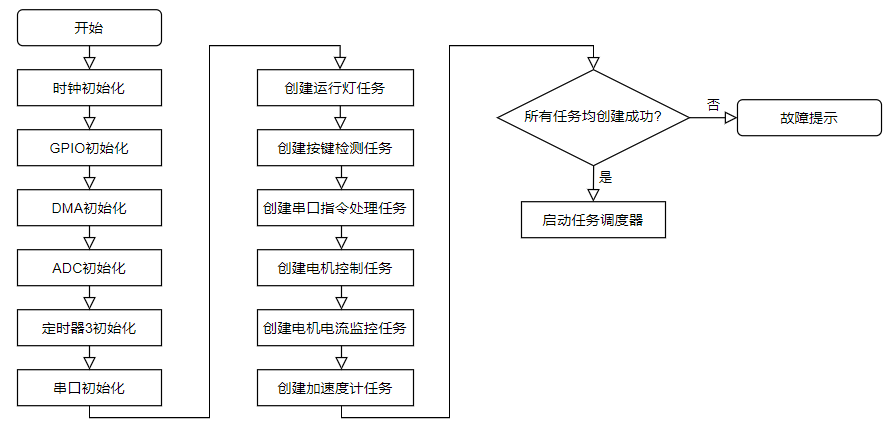 开始
时钟初始化
GPIO初始化
DMA初始化
ADC初始化
定时器3初始化
串口初始化
创建运行灯任务
创建按键检测任务
创建串口指令处理任务
创建电机控制任务
创建电机电流监控任务
创建加速度计任务
所有任务均创建成功?
否
故障提示
是
启动任务调度器